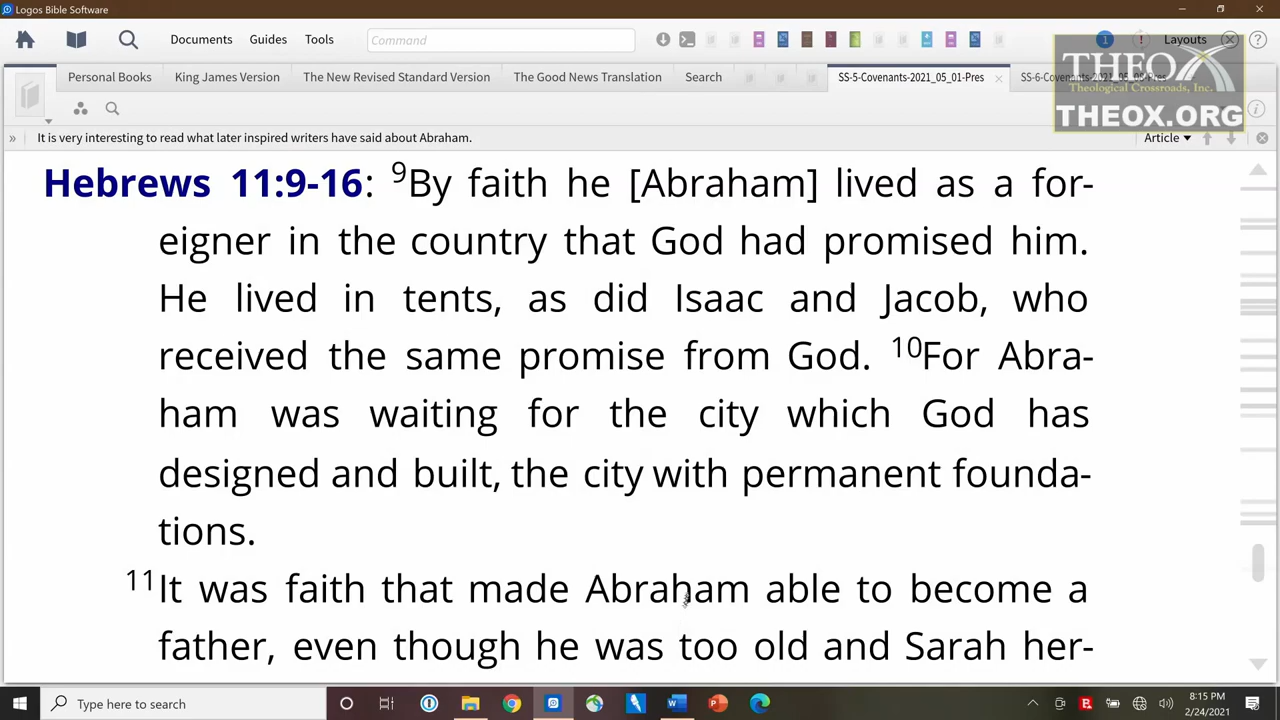 Logos Bible Software
Documents Guides Tools Command 1 ! Layouts ?
THEOX
Theological Crossroads, Inc.
THEOX.ORG
Personal Books King James Version The New Revised Standard Version The Good News Translation Search SS-5-Covenants-2021_05_01-Pres
» It is very interesting to read what later inspired writers have said about Abraham. Article
Hebrews 11:9-16: 9By faith he [Abraham] lived as a for-
eigner in the country that God had promised him.
He lived in tents, as did Isaac and Jacob, who
received the same promise from God. 10For Abra-
ham was waiting for the city which God has
designed and built, the city with permanent founda-
tions.
11It was faith that made Abraham able to become a
father, even though he was too old and Sarah her-
Type here to search
8:15 PM
2/24/2021